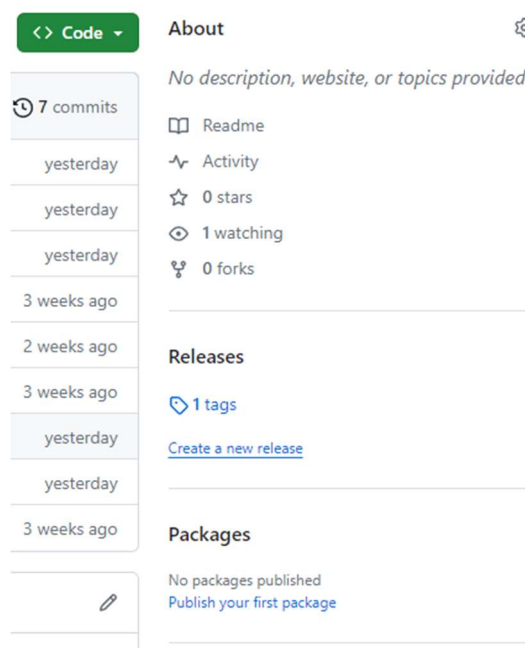 <> Code
7 commits
yesterday
yesterday
yesterday
3 weeks ago
2 weeks ago
3 weeks ago
yesterday
yesterday
3 weeks ago
About
No description, website, or topics provided
Readme
Activity
0 stars
1 watching
0 forks
Releases
1 tags
Create a new release
Packages
No packages published
Publish your first package